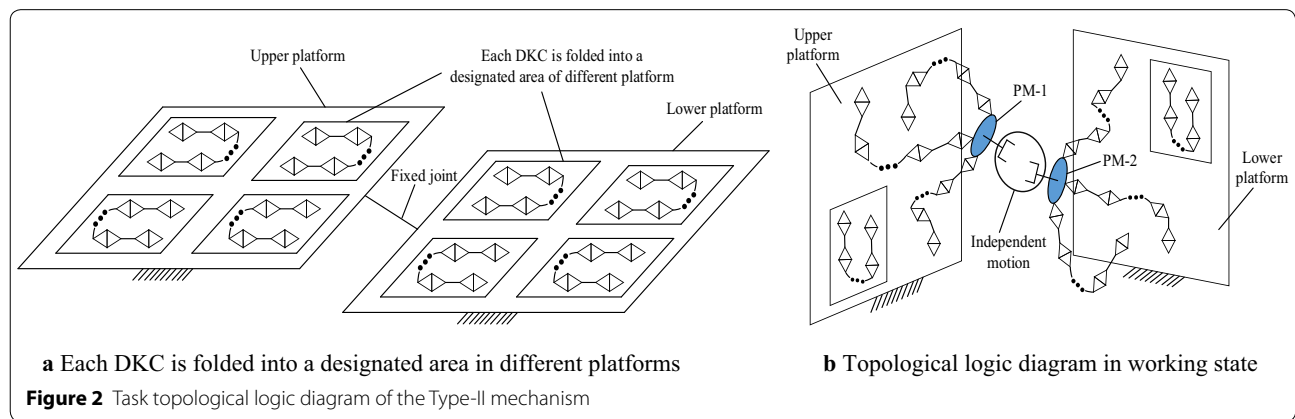 Upper platform
Each DKC is folded into a
designated area of different platform
Lower platform
Fixed joint
a Each DKC is folded into a designated area in different platforms
Upper
platform
PM-1
PM-2
Lower
platform
Independent
motion
b Topological logic diagram in working state
Figure 2 Task topological logic diagram of the Type-II mechanism